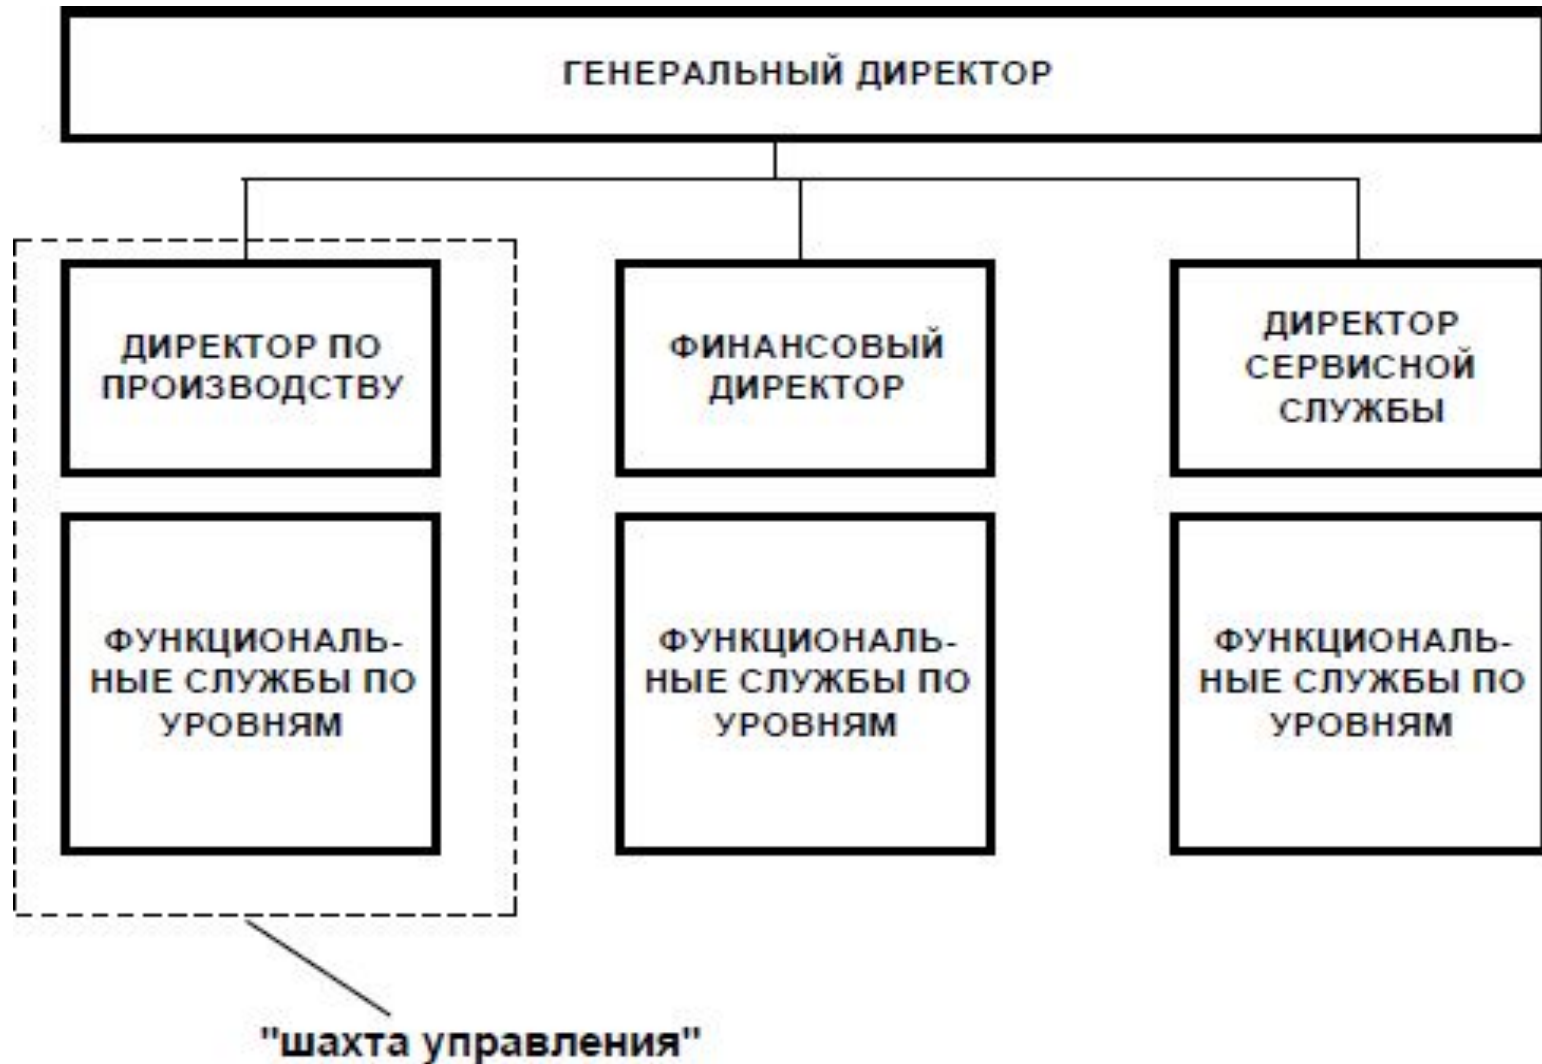 ГЕНЕРАЛЬНЫЙ ДИРЕКТОР
ДИРЕКТОР ПО
ПРОИЗВОДСТВУ
ФИНАНСОВЫЙ
ДИРЕКТОР
ДИРЕКТОР
СЕРВИСНОЙ
СЛУЖБЫ
ФУНКЦИОНАЛЬ-
НЫЕ СЛУЖБЫ ПО
УРОВНЯМ
ФУНКЦИОНАЛЬ-
НЫЕ СЛУЖБЫ ПО
УРОВНЯМ
ФУНКЦИОНАЛЬ-
НЫЕ СЛУЖБЫ ПО
УРОВНЯМ
"шахта управления"